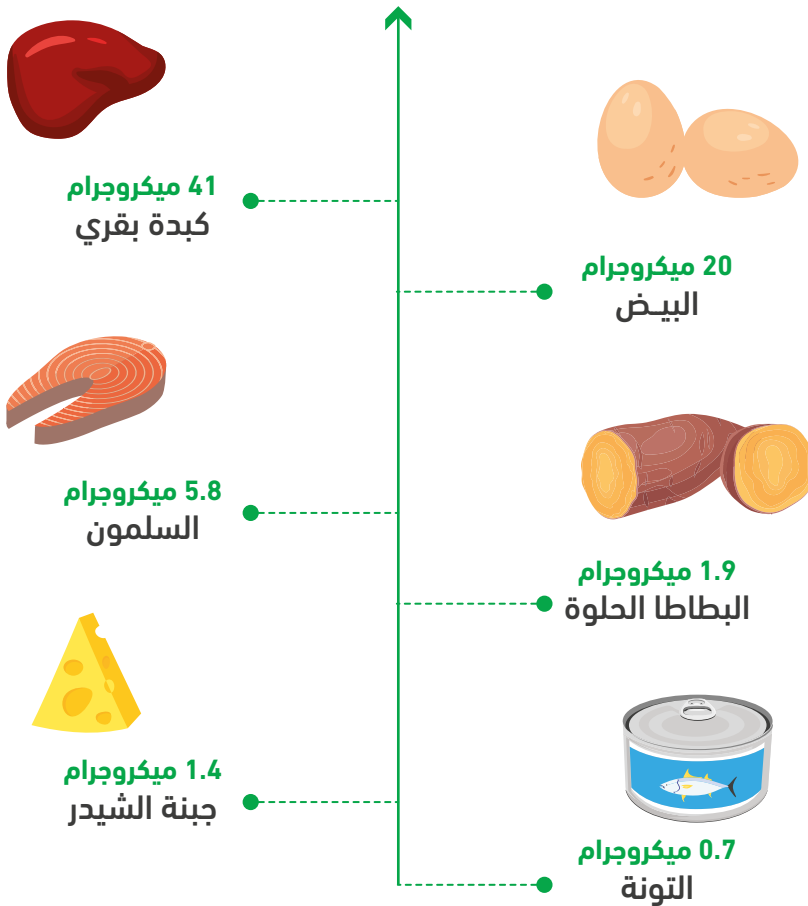 41 ميكروجرام
كبدة بقري
20 ميكروجرام
البيــض
5.8 ميكروجرام
السلمون
1.9 ميكروجرام
البطاطا الحلوة
1.4 ميكروجرام
جبنة الشيدر
0.7 ميكروجرام
التونة